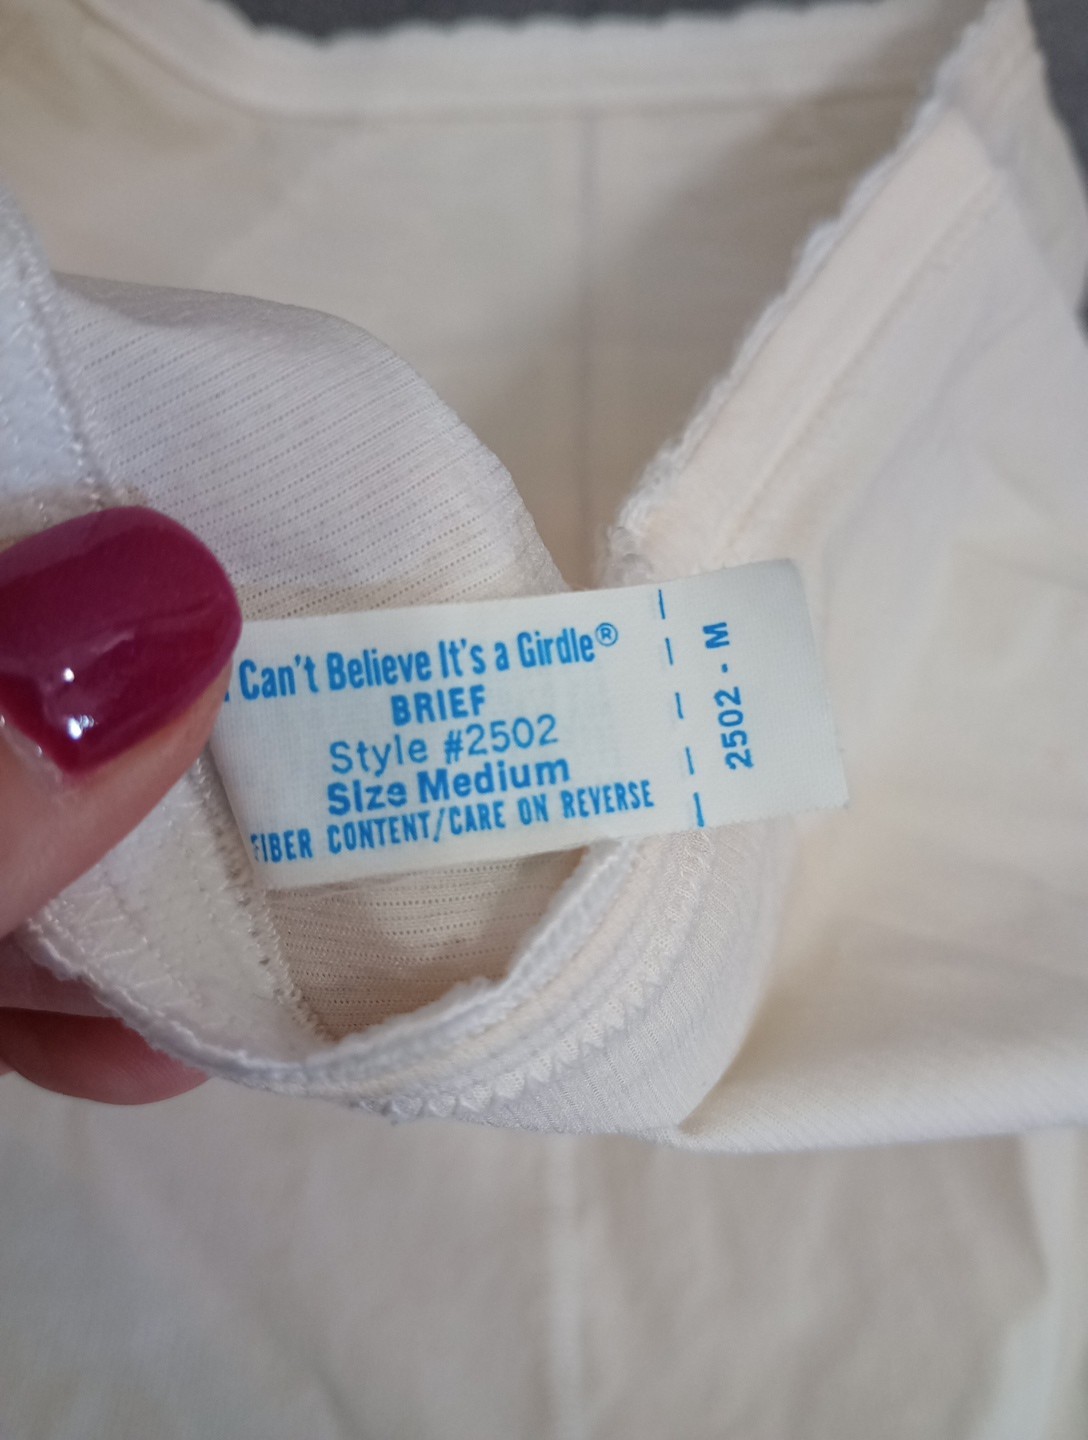 Can't Believe It's a Girdle®
BRIEF
Style #2502
Size Medium
FIBER CONTENT/CARE ON REVERSE
2502 - M